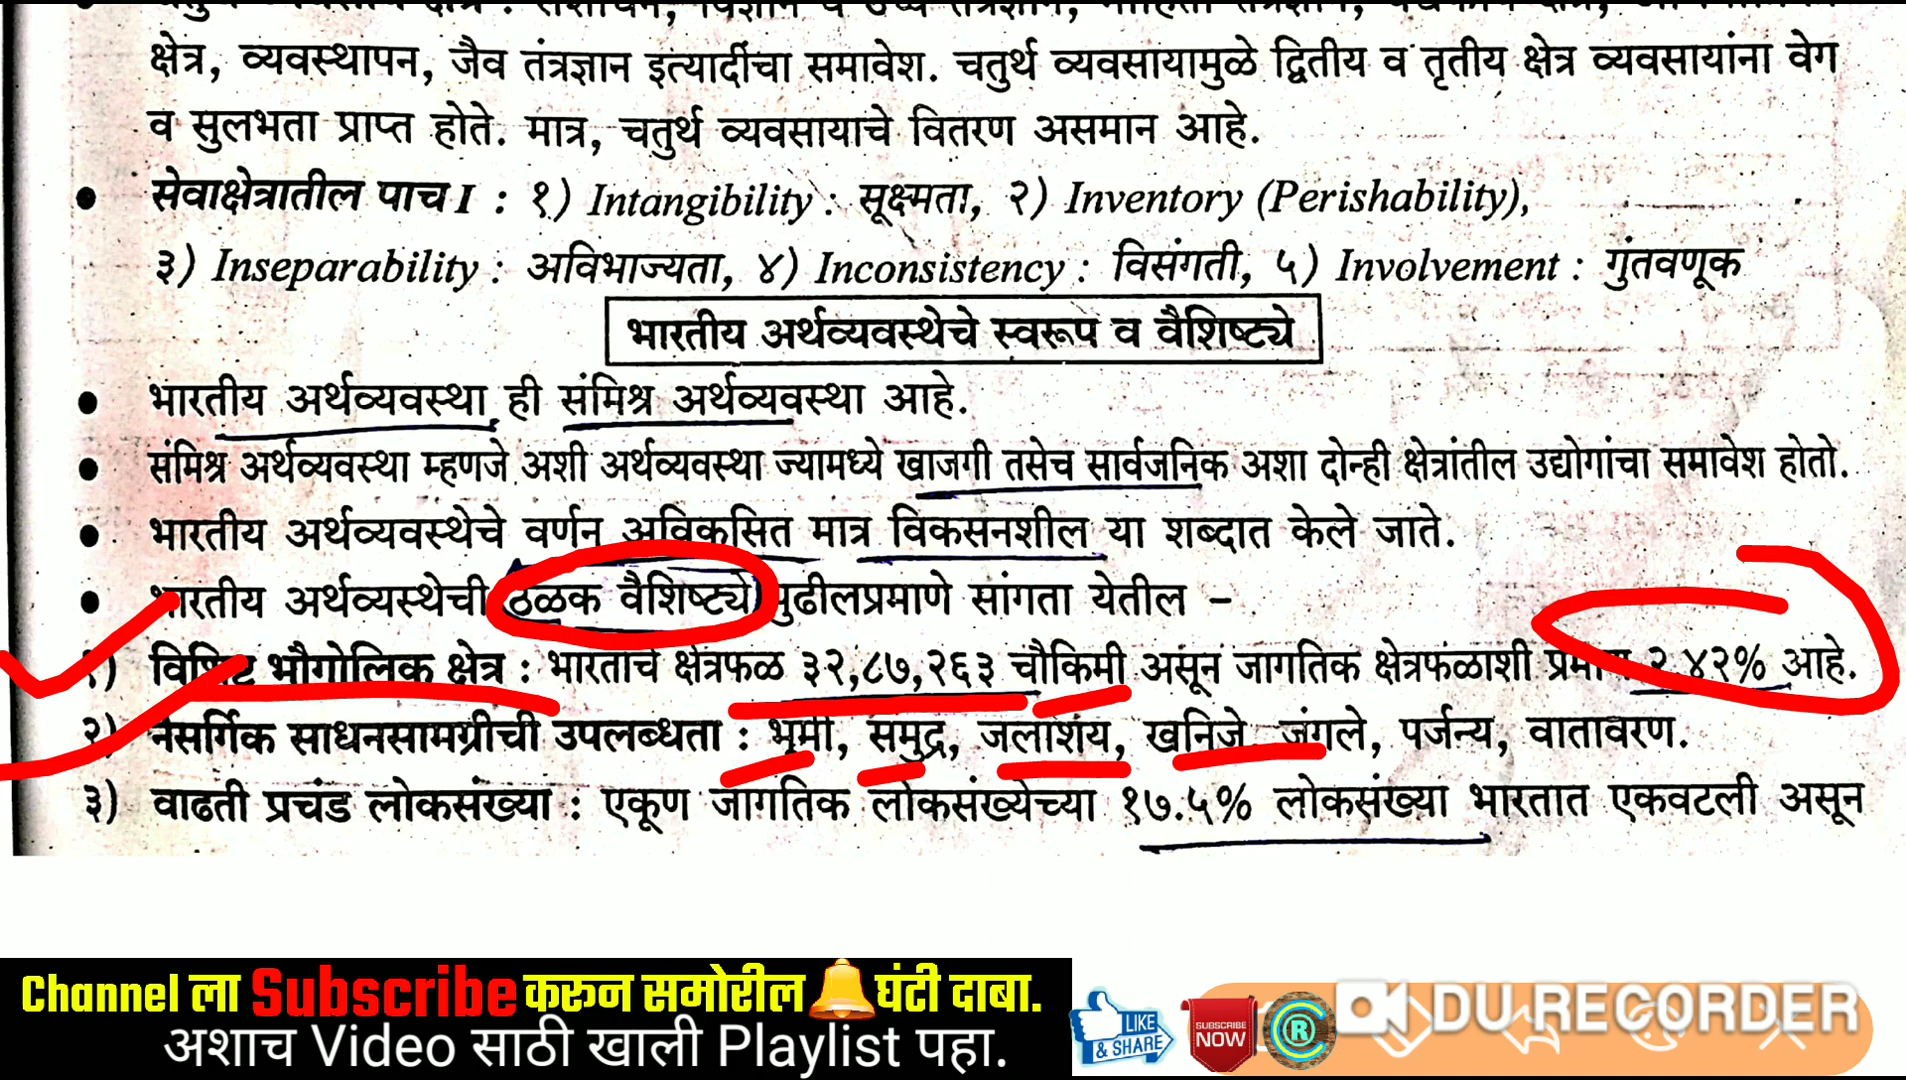 क्षेत्र, व्यवस्थापन, जैव तंत्रज्ञान इत्यादींचा समावेश. चतुर्थ व्यवसायामुळे द्वितीय व तृतीय क्षेत्र व्यवसायांना वेग
व सुलभता प्राप्त होते. मात्र, चतुर्थ व्यवसायाचे वितरण असमान आहे.
• सेवाक्षेत्रातील पाच I : १) Intangibility : सूक्ष्मता, २) Inventory (Perishability),
३) Inseparability : अविभाज्यता, ४) Inconsistency : विसंगती, ५) Involvement : गुंतवणूक
भारतीय अर्थव्यवस्थेचे स्वरूप व वैशिष्ट्ये
• भारतीय अर्थव्यवस्था ही संमिश्र अर्थव्यवस्था आहे.
• संमिश्र अर्थव्यवस्था म्हणजे अशी अर्थव्यवस्था ज्यामध्ये खाजगी तसेच सार्वजनिक अशा दोन्ही क्षेत्रांतील उद्योगांचा समावेश होतो.
• भारतीय अर्थव्यवस्थेचे वर्णन अविकसित मात्र विकसनशील या शब्दात केले जाते.
• भारतीय अर्थव्यस्थेची ठळक वैशिष्ट्ये पुढीलप्रमाणे सांगता येतील –
१) विशिष्ट भौगोलिक क्षेत्र : भारताचे क्षेत्रफळ ३२,८७,२६३ चौकिमी असून जागतिक क्षेत्रफळाशी प्रमाण २.४२% आहे.
२) नैसर्गिक साधनसामग्रीची उपलब्धता : भूमी, समुद्र, जलाशय, खनिजे, जंगले, पर्जन्य, वातावरण.
३) वाढती प्रचंड लोकसंख्या : एकूण जागतिक लोकसंख्येच्या १७.५% लोकसंख्या भारतात एकवटली असून
Channel ला Subscribe करून समोरील घंटी दाबा.
अशाच Video साठी खाली Playlist पहा.
LIKE & SHARE
SUBSCRIBE NOW
R
DU RECORDER